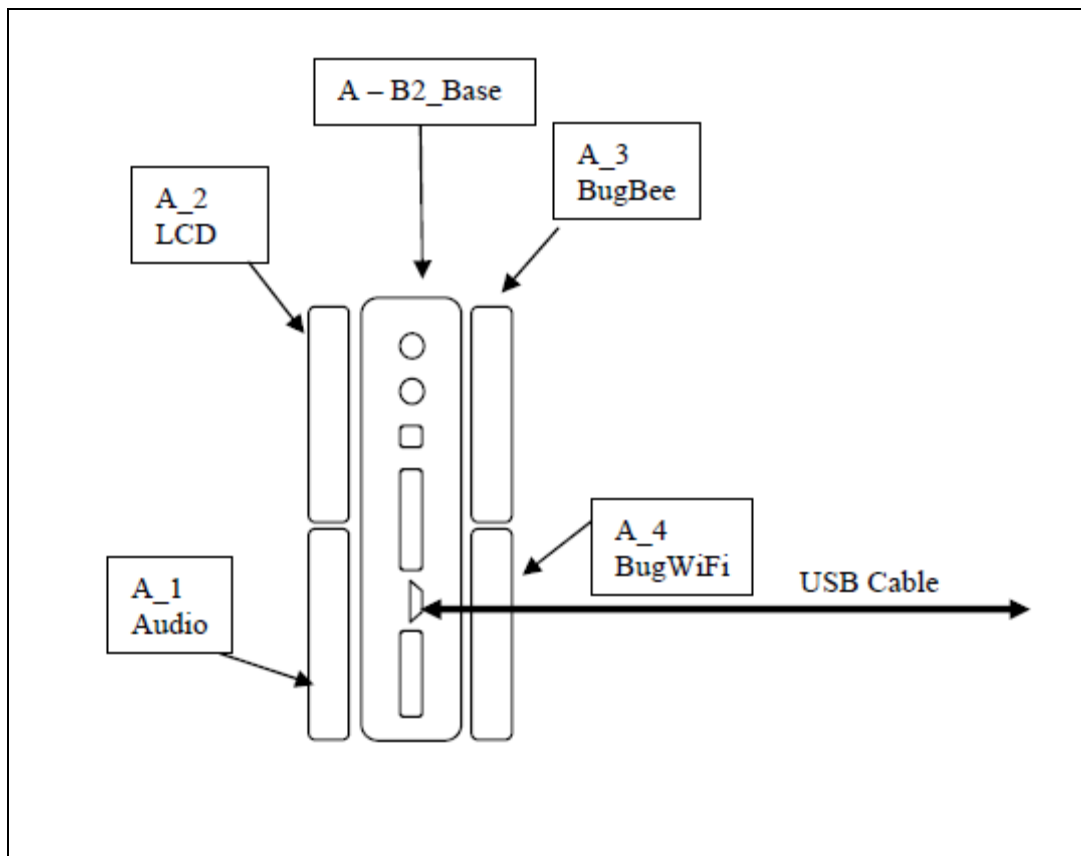 A – B2_Base
A_3
BugBee
A_2
LCD
A_4
BugWiFi
USB Cable
A_1
Audio